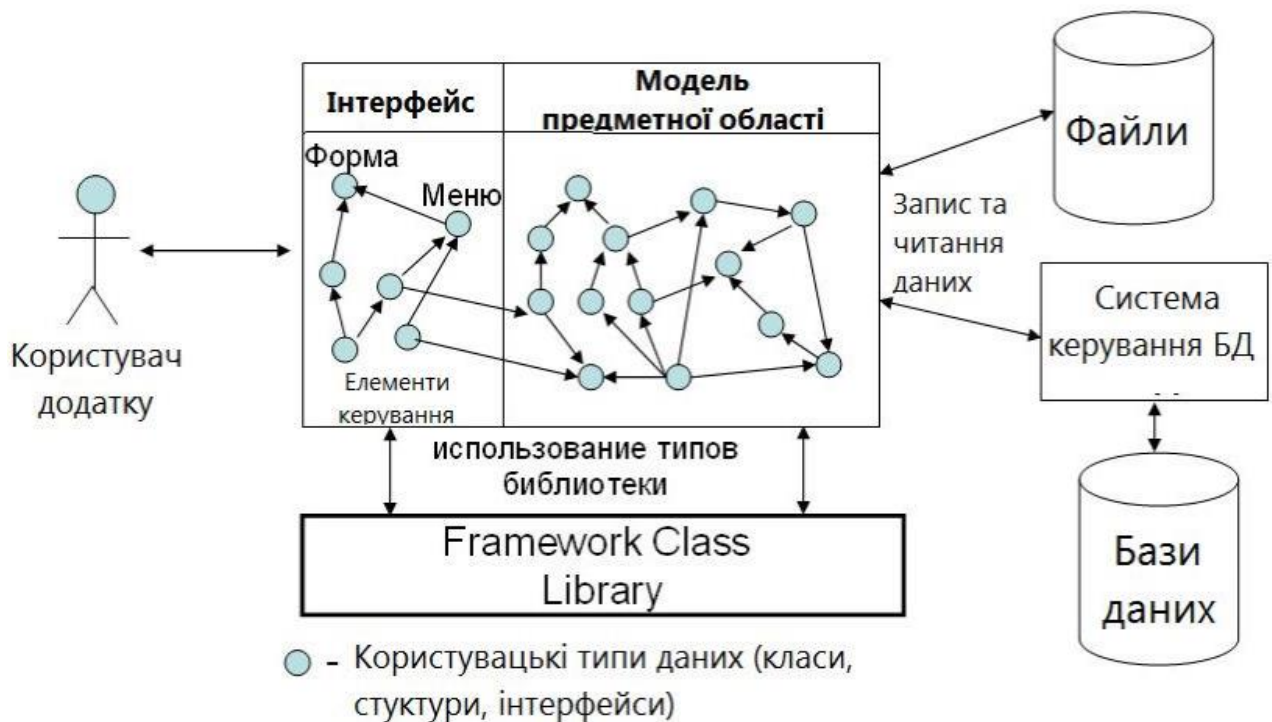 Інтерфейс
Модель
предметної області
Форма
Меню
Елементи
керування
Користувач
додатку
Запис та
читання
даних
Файли
Система
керування БД
Бази
даних
использование типов
библиотеки
Framework Class
Library
- Користувацькі типи даних (класи,
стуктури, інтерфейси)